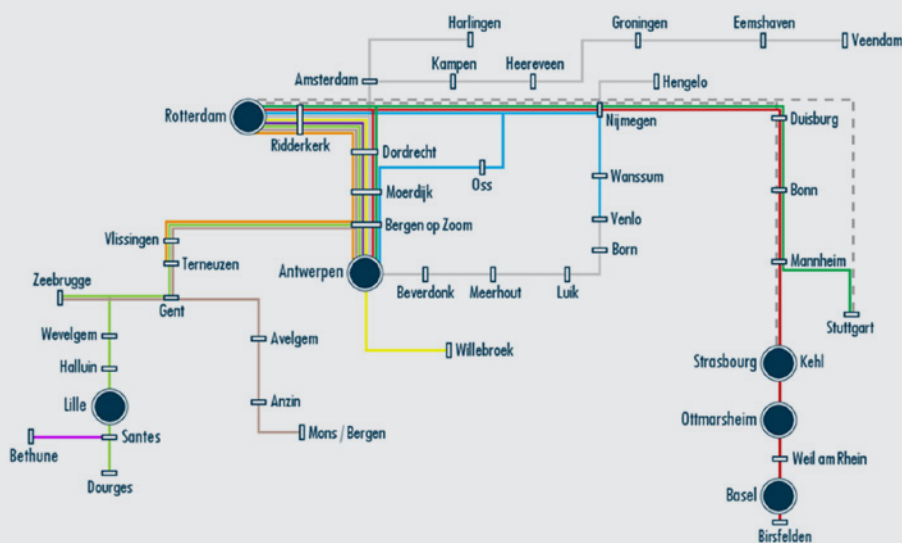 Harlingen
Groningen
Eemshaven
Veendam
Amsterdam
Kampen
Heereveen
Hengelo
Rotterdam
Ridderkerk
Nijmegen
Duisburg
Dordrecht
Oss
Wanssum
Moerdijk
Bonn
Bergen op Zoom
Venlo
Vlissingen
Born
Terneuzen
Mannheim
Antwerpen
Zeebrugge
Beverdonk
Meerhout
Luik
Gent
Stuttgart
Wevelgem
Avelgem
Willebroek
Halluin
Strasbourg
Kehl
Lille
Anzin
Ottmarsheim
Santes
Mons / Bergen
Bethune
Weil am Rhein
Dourges
Basel
Birsfelden